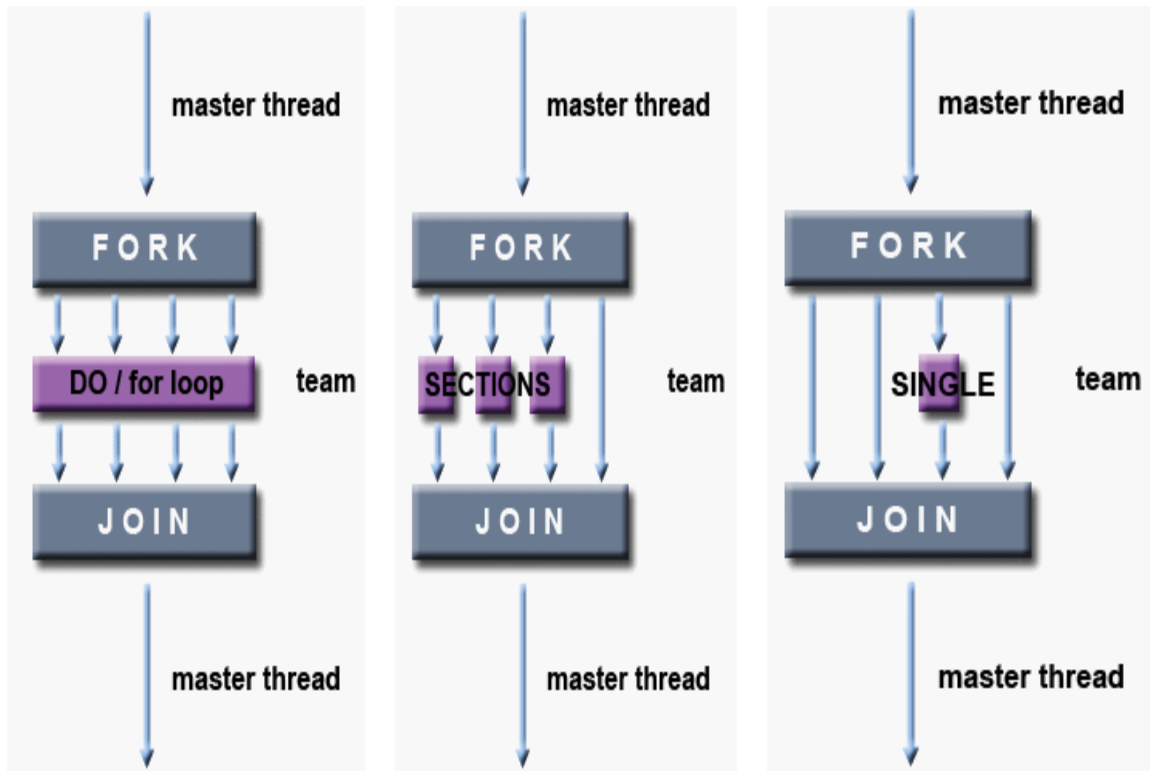 master thread
FORK
DO / for loop
team
JOIN
master thread
master thread
FORK
SECTIONS
team
JOIN
master thread
master thread
FORK
SINGLE
team
JOIN
master thread